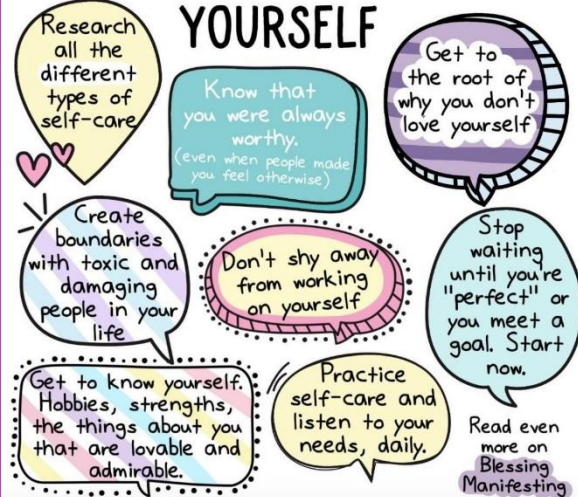 YOURSELF
Research
all the
different
types of
self-care
Know that
you were always
worthy.
(even when people made
you feel otherwise)
Get to
the root of
why you don't
love yourself
Create
boundaries
with toxic and
damaging
people in your
life
Don't shy away
from working
on yourself
Stop
waiting
until you're
"perfect" or
you meet a
goal. Start
now.
Get to know yourself.
Hobbies, strengths,
the things about you
that are lovable and
admirable.
Practice
self-care and
listen to your
needs, daily.
Read even
more on
Blessing
Manifesting